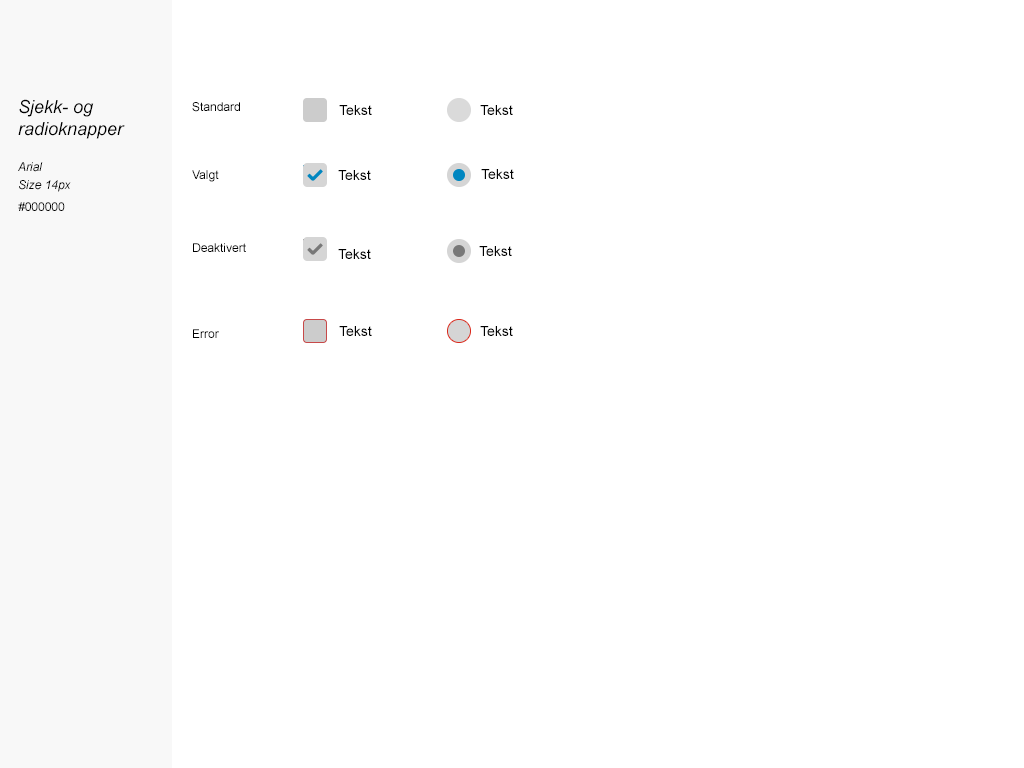 Sjekk- og
radioknapper
Arial
Size 14px
#000000
Standard Tekst Tekst
Valgt Tekst Tekst
Deaktivert Tekst Tekst
Error Tekst Tekst